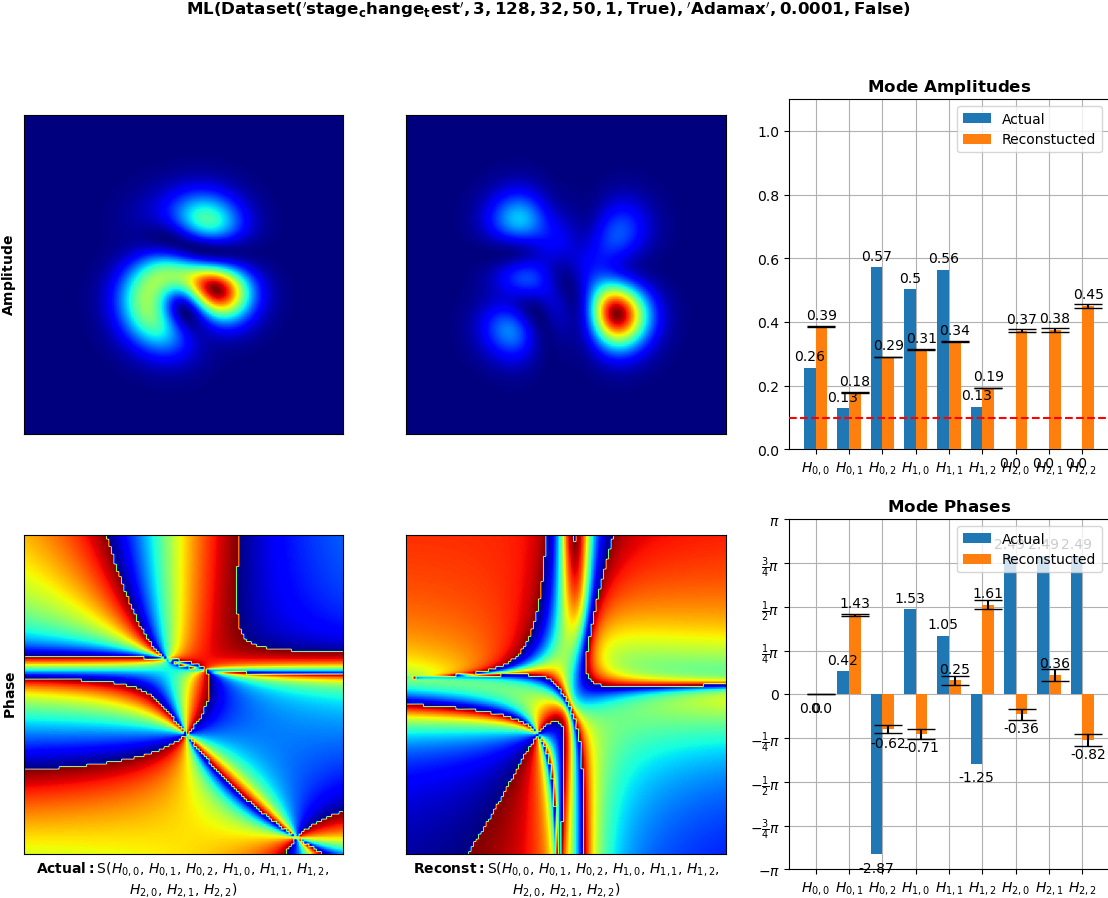 ML(Dataset('stage_change_test', 3, 128, 32, 50, 1, True), 'Adamax', 0.0001, False)
Amplitude
Mode Amplitudes
Actual
Reconstucted
1.0
0.8
0.6
0.4
0.2
0.0
0.26
0.39
0.13
0.18
0.57
0.29
0.5
0.31
0.56
0.34
0.13
0.19
0.0
0.37
0.0
0.38
0.0
0.45
H0,0 H0,1 H0,2 H1,0 H1,1 H1,2 H2,0 H2,1 H2,2
Phase
Mode Phases
Actual
Reconstucted
π
3/4π
1/2π
1/4π
0
−1/4π
−1/2π
−3/4π
−π
0.0
0.0
0.42
1.43
-2.87
-0.62
1.53
-0.71
1.05
0.25
-1.25
1.61
2.49
-0.36
2.49
0.36
2.49
-0.82
H0,0 H0,1 H0,2 H1,0 H1,1 H1,2 H2,0 H2,1 H2,2
Actual: S(H0,0, H0,1, H0,2, H1,0, H1,1, H1,2,
H2,0, H2,1, H2,2)
Reconst: S(H0,0, H0,1, H0,2, H1,0, H1,1, H1,2,
H2,0, H2,1, H2,2)